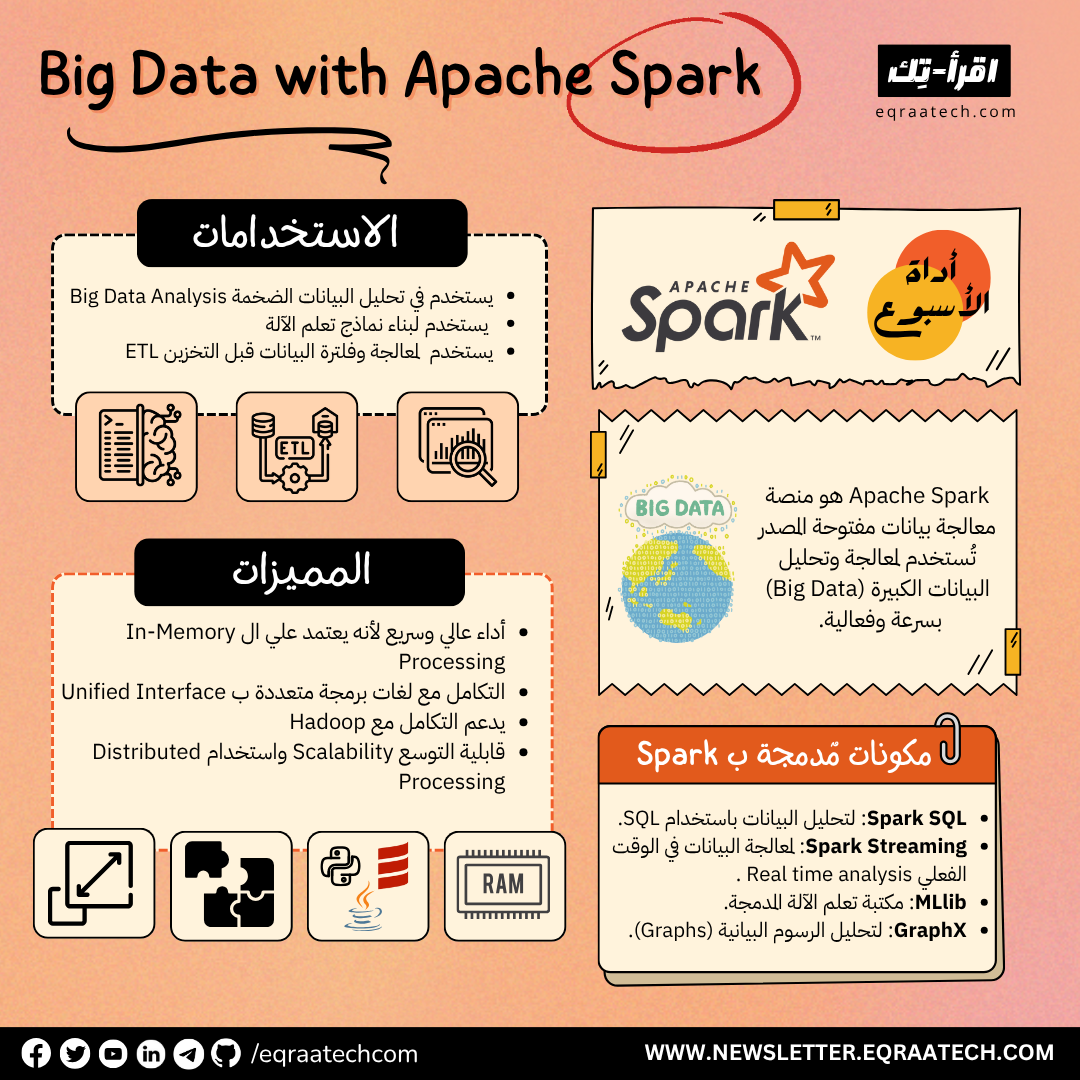 Big Data with Apache Spark
اقرأ-تِك
eqraatech.com
APACHE
Spark
TM
أداة
الأسبوع
Apache Spark هو منصة
معالجة بيانات مفتوحة المصدر
تُستخدم لمعالجة وتحليل
البيانات الكبيرة (Big Data)
بسرعة وفعالية.
BIG DATA
الاستخدامات
يستخدم في تحليل البيانات الضخمة Big Data Analysis
يستخدم لبناء نماذج تعلم الآلة
يستخدم لمعالجة وفلترة البيانات قبل التخزين ETL
ETL
المميزات
أداء عالي وسريع لأنه يعتمد علي ال In-Memory
Processing
التكامل مع لغات برمجة متعددة ب Unified Interface
يدعم التكامل مع Hadoop
قابلية التوسع Scalability واستخدام Distributed
Processing
RAM
مكونات مٌدمجة ب Spark
Spark SQL: لتحليل البيانات باستخدام SQL.
Spark Streaming: لمعالجة البيانات في الوقت
الفعلي Real time analysis .
MLlib: مكتبة تعلم الآلة المدمجة.
GraphX: لتحليل الرسوم البيانية (Graphs).
/eqraatechcom
WWW.NEWSLETTER.EQRAATECH.COM